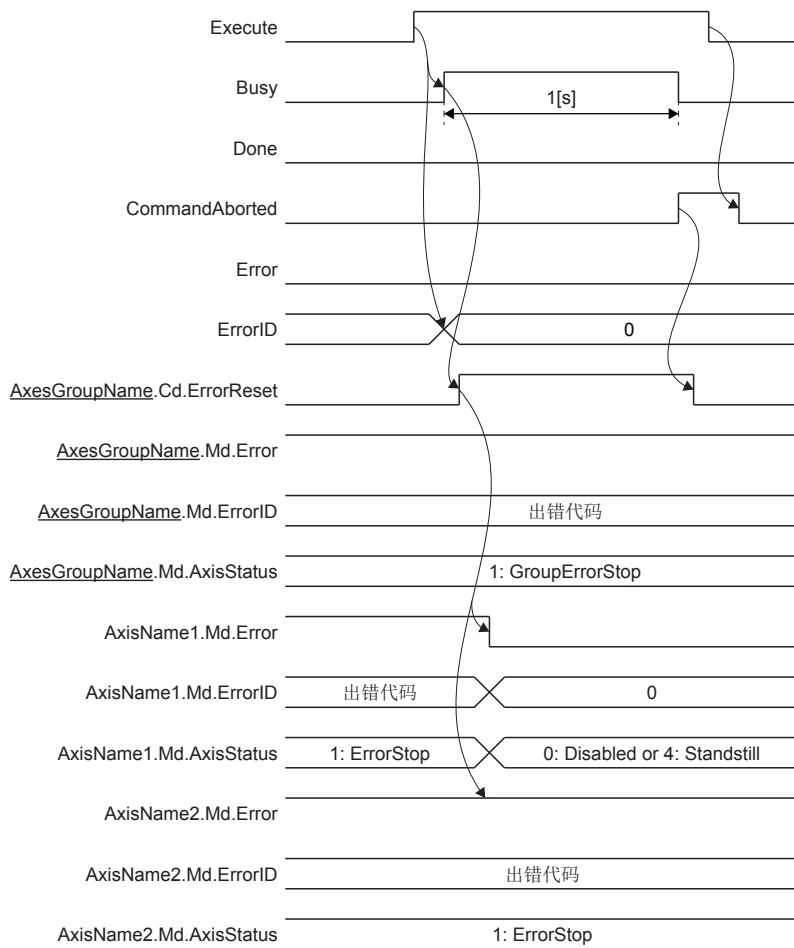 Execute
Busy
1[s]
Done
CommandAborted
Error
ErrorID
0
AxesGroupName.Cd.ErrorReset
AxesGroupName.Md.Error
AxesGroupName.Md.ErrorID
出错代码
AxesGroupName.Md.AxisStatus
1: GroupErrorStop
AxisName1.Md.Error
AxisName1.Md.ErrorID
出错代码
0
AxisName1.Md.AxisStatus
1: ErrorStop
0: Disabled or 4: Standstill
AxisName2.Md.Error
AxisName2.Md.ErrorID
出错代码
AxisName2.Md.AxisStatus
1: ErrorStop